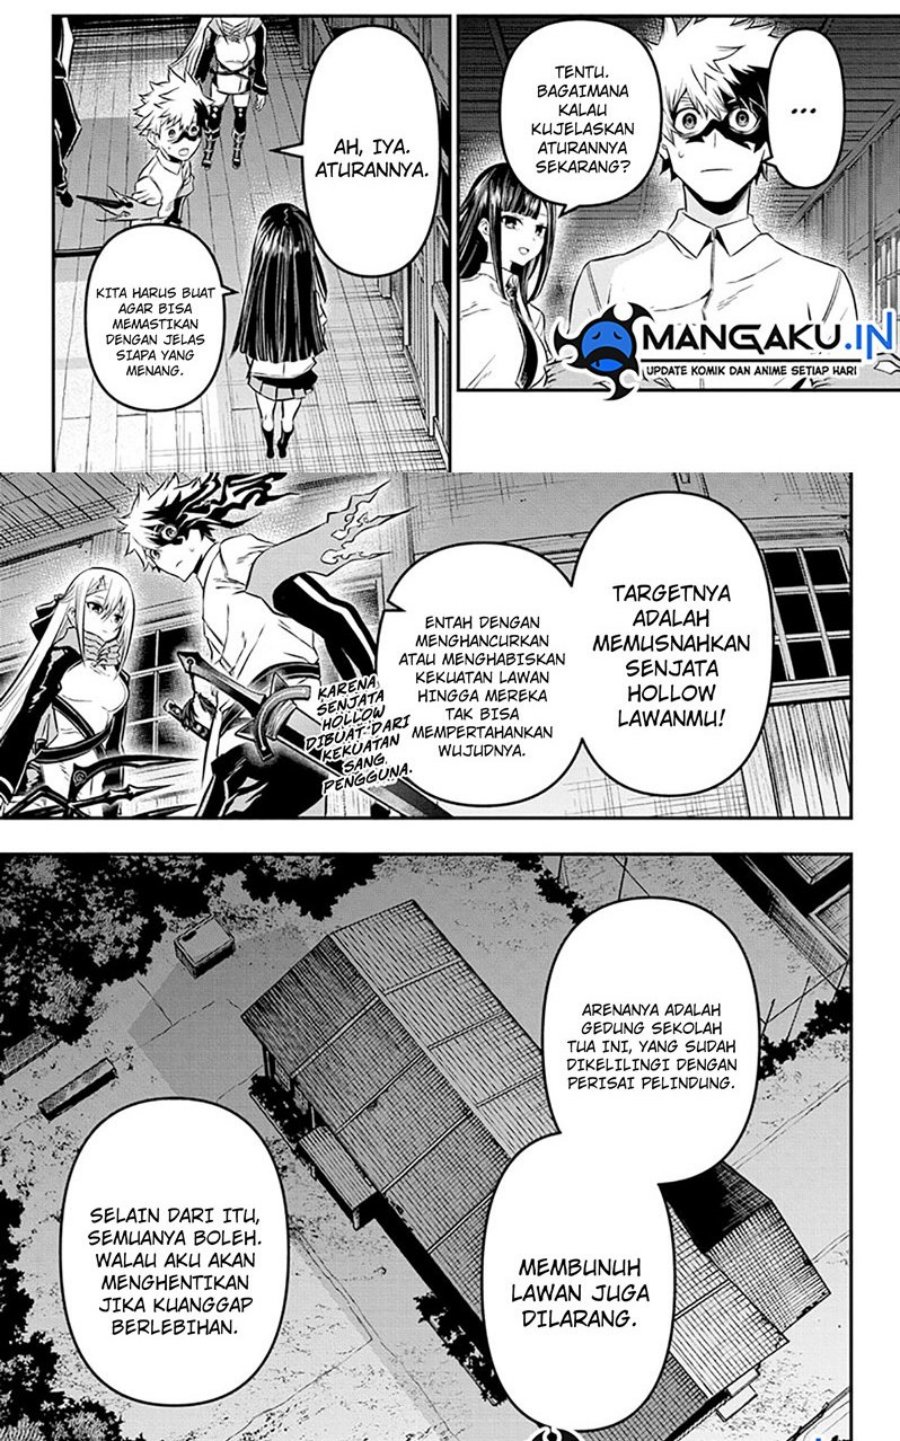 ...
TENTU.
BAGAIMANA
KALAU
KUJELASKAN
ATURANNYA
SEKARANG?
MANGAKU.IN
UPDATE KOMIK DAN ANIME SETIAP HARI
AH, IYA.
ATURANNYA.
KITA HARUS BUAT
AGAR BISA
MEMASTIKAN
DENGAN JELAS
SIAPA YANG
MENANG.
TARGETNYA
ADALAH
MEMUSNAHKAN
SENJATA
HOLLOW
LAWANMU!
ENTAH DENGAN
MENGHANCURKAN
ATAU MENGHABISKAN
KEKUATAN LAWAN
HINGGA MEREKA
TAK BISA
MEMPERTAHANKAN
WUJUDNYA.
KARENA
SENJATA
HOLLOW
DIBUAT DARI
KEKUATAN
SANG
PENGGUNA.
ARENANYA ADALAH
GEDUNG SEKOLAH
TUA INI, YANG SUDAH
DIKELILINGI DENGAN
PERISAI PELINDUNG.
MEMBUNUH
LAWAN JUGA
DILARANG.
SELAIN DARI ITU,
SEMUANYA BOLEH.
WALAU AKU AKAN
MENGHENTIKAN
JIKA KUANGGAP
BERLEBIHAN.